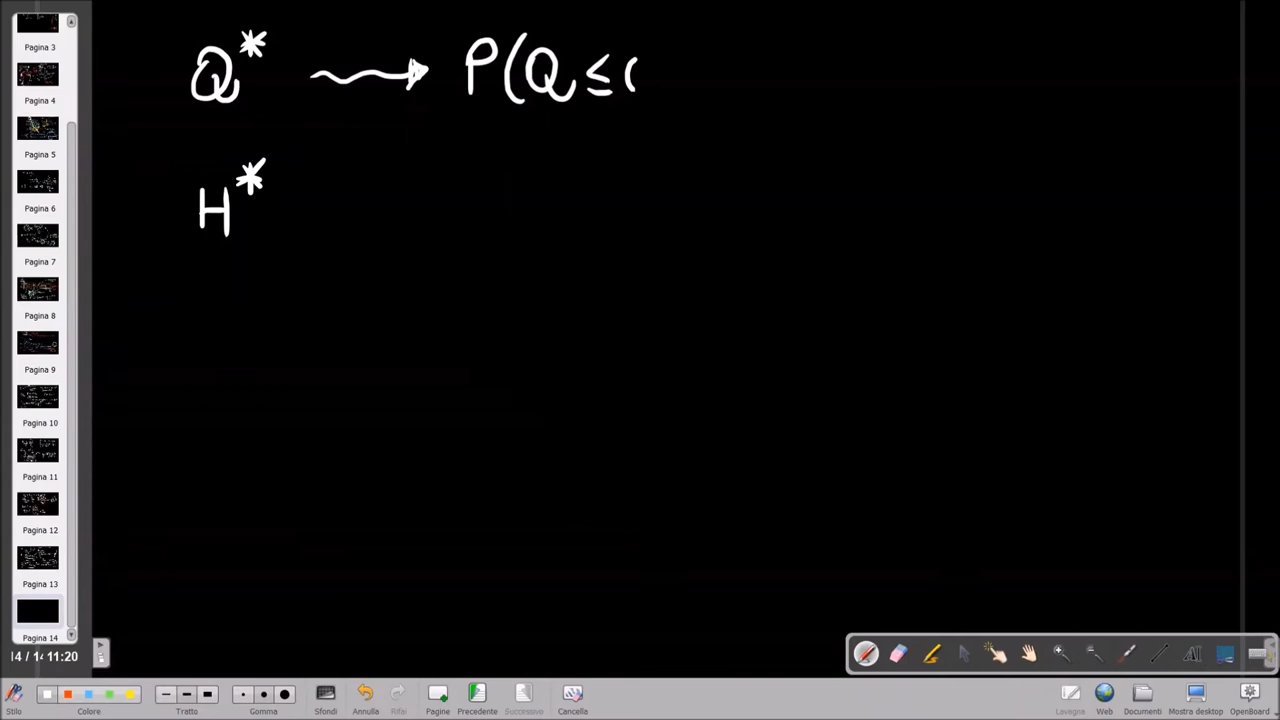 Q* ⟿ P(Q ≤
H*
Pagina 3
Pagina 4
Pagina 5
Pagina 6
Pagina 7
Pagina 8
Pagina 9
Pagina 10
Pagina 11
Pagina 12
Pagina 13
Pagina 14
11:20
Stilo
Colore
Tratto
Gomma
Sfondi
Annulla
Rifai
Pagine
Precedente
Successivo
Cancella
Lavagna
Web
Documenti
Mostra desktop
OpenBoard